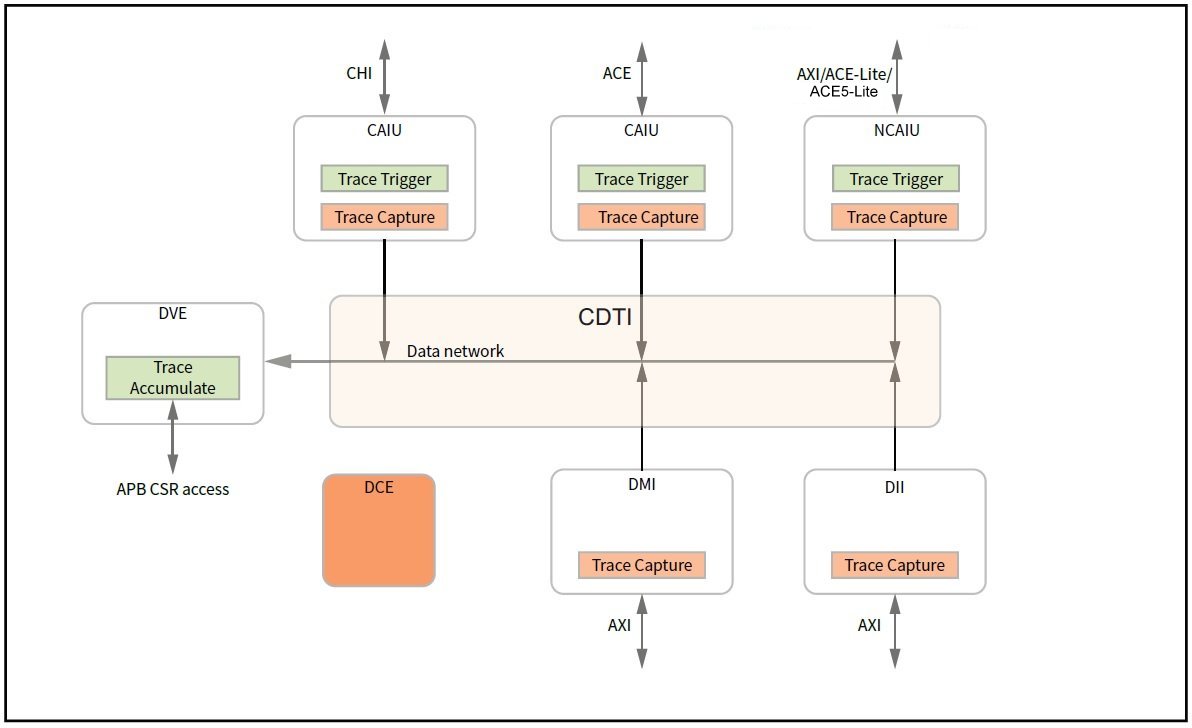 CHI
ACE
AXI/ACE-Lite/
ACE5-Lite
CAIU
CAIU
NCAIU
Trace Trigger
Trace Trigger
Trace Trigger
Trace Capture
Trace Capture
Trace Capture
DVE
CDTI
Data network
Trace
Accumulate
APB CSR access
DCE
DMI
DII
Trace Capture
Trace Capture
AXI
AXI